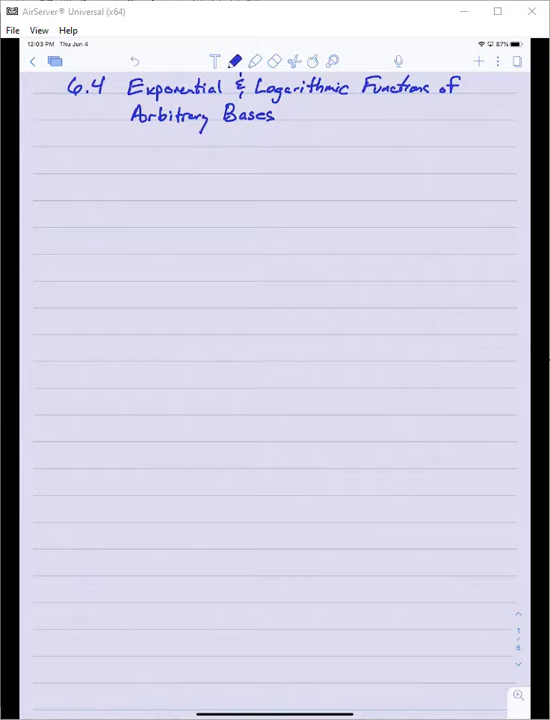 AirServer® Universal (x64)
File View Help
12:03 PM Thu Jun 4
87%
T
6.4 Exponential & Logarithmic Functions of
Arbitrary Bases
1
/
6